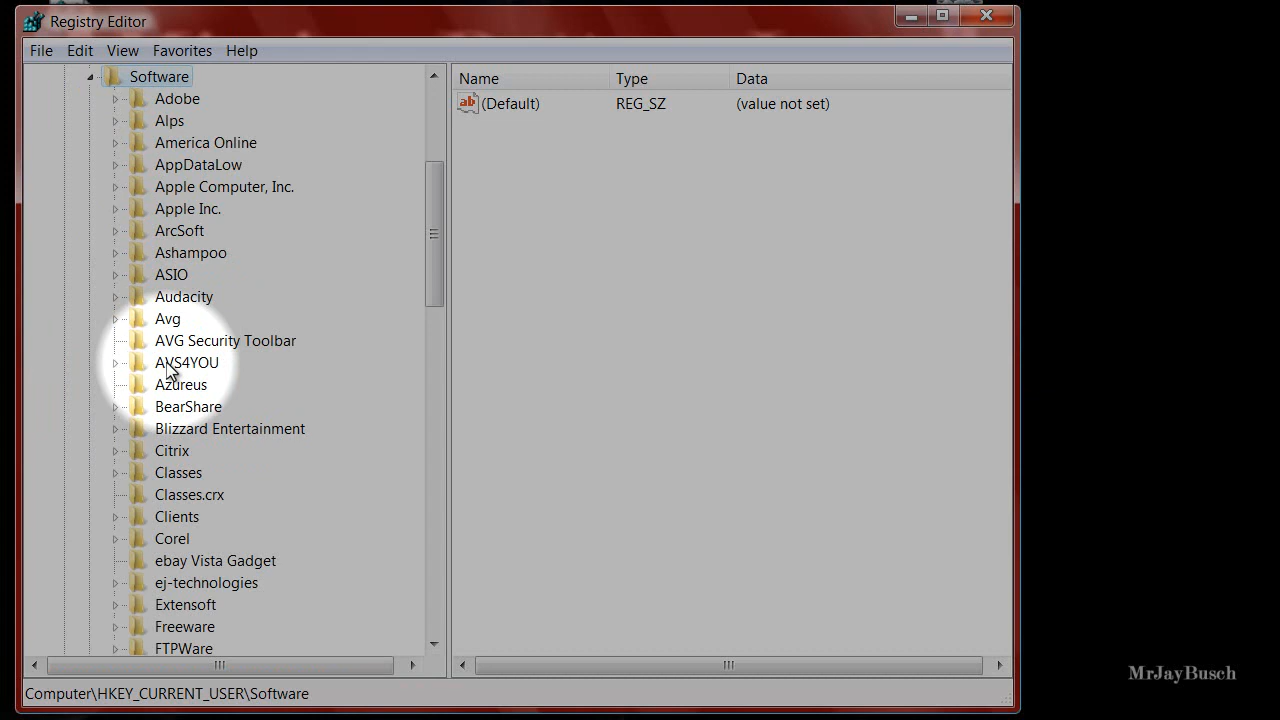 Registry Editor
File Edit View Favorites Help
Software
Adobe
Alps
America Online
AppDataLow
Apple Computer, Inc.
Apple Inc.
ArcSoft
Ashampoo
ASIO
Audacity
Avg
AVG Security Toolbar
AVS4YOU
Azureus
BearShare
Blizzard Entertainment
Citrix
Classes
Classes.crx
Clients
Corel
ebay Vista Gadget
ej-technologies
Extensoft
Freeware
FTPWare
Name Type Data
ab (Default) REG_SZ (value not set)
Computer\HKEY_CURRENT_USER\Software
MrJayBusch